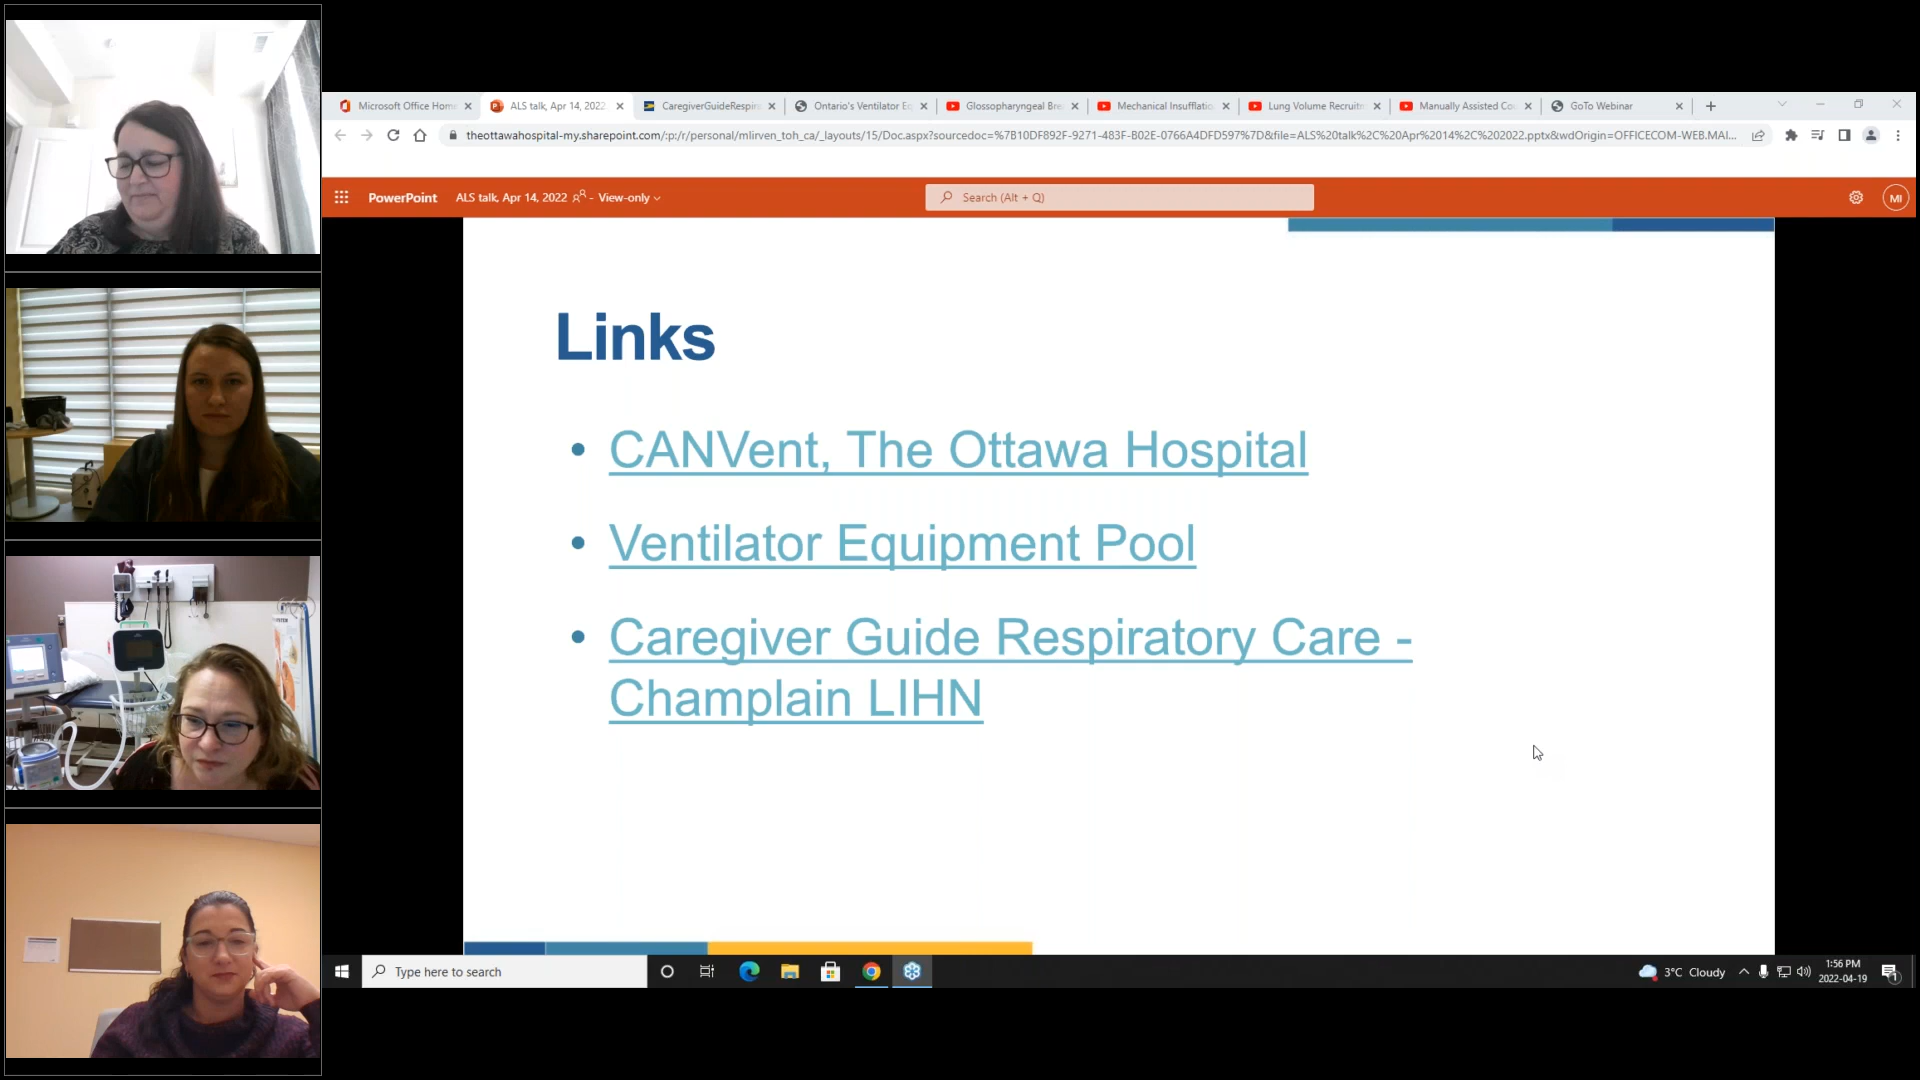 Microsoft Office Home
ALS talk, Apr 14, 2022.
CaregiverGuideRespira
Ontario's Ventilator Eq
Glossopharyngeal Bre
Mechanical Insufflatio
Lung Volume Recruitm
Manually Assisted Cou
GoTo Webinar
theottawahospital-my.sharepoint.com/:p:/r/personal/mlirven_toh_ca/_layouts/15/Doc.aspx?sourcedoc=%7B10DF892F-9271-483F-B02E-0766A4DFD597%7D&file=ALS%20talk%2C%20Apr%2014%2C%202022.pptx&wdOrigin=OFFICECOM-WEB.MAI...
PowerPoint ALS talk, Apr 14, 2022 - View-only
Search (Alt + Q)
MI
Links
• CANVent, The Ottawa Hospital
• Ventilator Equipment Pool
• Caregiver Guide Respiratory Care -
Champlain LIHN
Type here to search
3°C Cloudy
1:56 PM
2022-04-19
1